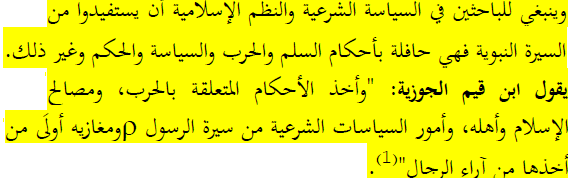 وينبغي للباحثين في السياسة الشرعية والنظم الإسلامية أن يستفيدوا من
السيرة النبوية فهي حافلة بأحكام السلم والحرب والسياسة والحكم وغير ذلك.
يقول ابن قيم الجوزية: "وأخذ الأحكام المتعلقة بالحرب، ومصالح
الإسلام وأهله، وأمور السياسات الشرعية من سيرة الرسول ρومغازيه أولَى من
أخذها من آراء الرجال"(1).